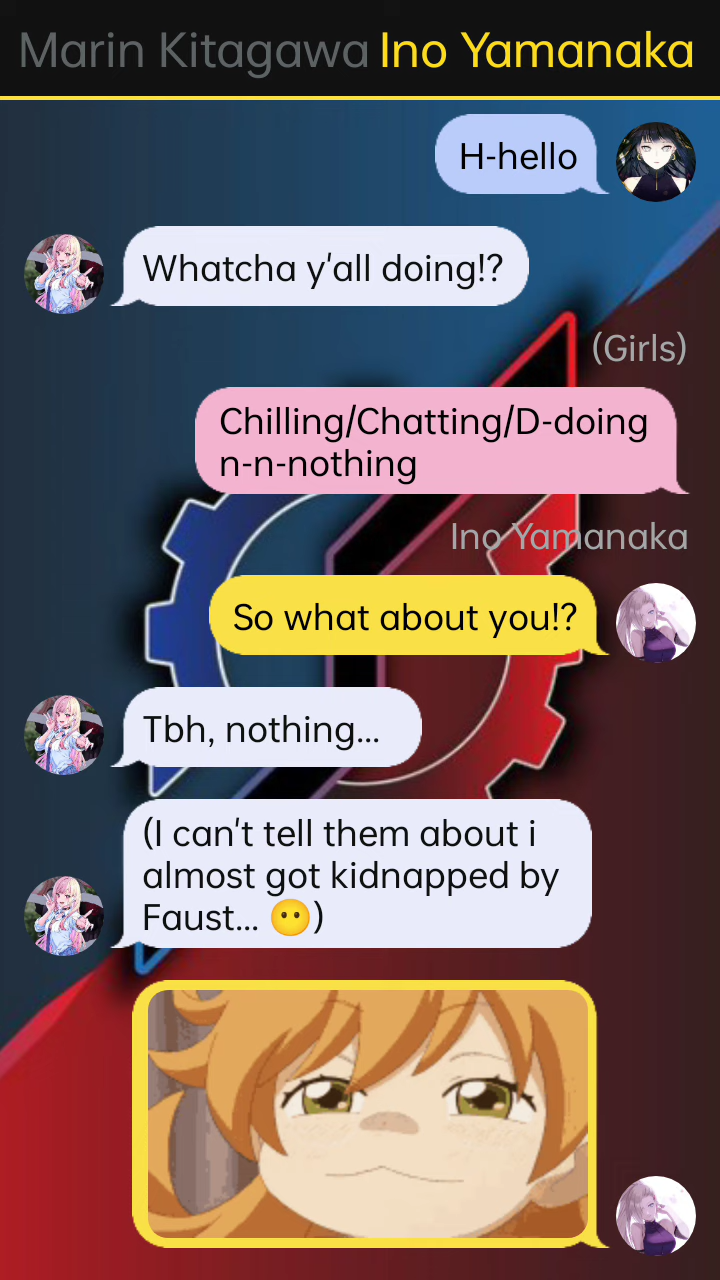 Marin Kitagawa Ino Yamanaka
H-hello
Whatcha y'all doing!?
(Girls)
Chilling/Chatting/D-doing
n-n-nothing
Ino Yamanaka
So what about you!?
Tbh, nothing...
(I can't tell them about i
almost got kidnapped by
Faust... 😶)